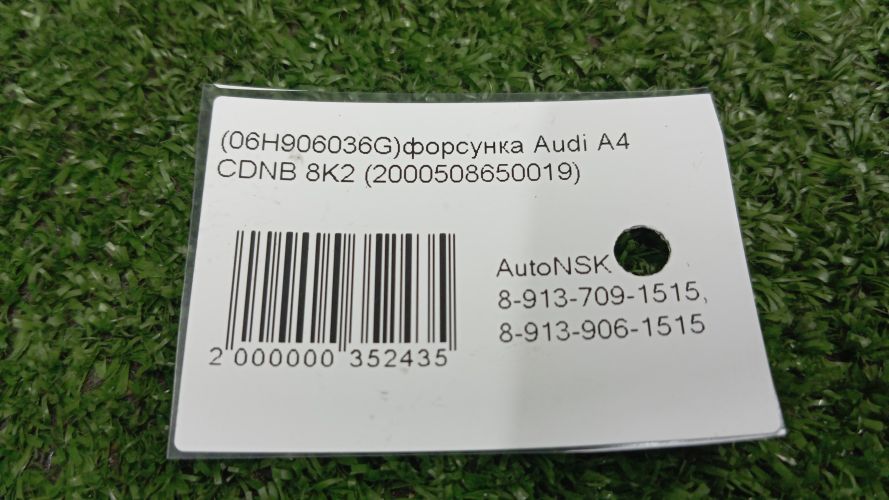 (06H906036G)форсунка Audi A4
CDNB 8K2 (2000508650019)
AutoNSK
8-913-709-1515,
8-913-906-1515
2 000000 352435